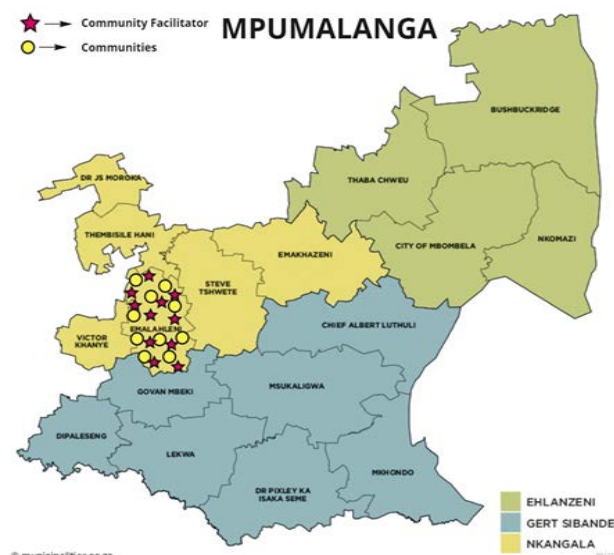 MPUMALANGA
Community Facilitator
Communities
BUSHBUCKRIDGE
THABA CHWEU
DR JS MOROKA
THEMBISILE HANI
EMAKHAZENI
CITY OF MBOMBELA
NKOMAZI
STEVE
TSHWETE
CHIEF ALBERT LUTHULI
EMALAHLENI
VICTOR
KHANYE
GOVAN MBEKI
MSUKALIGWA
DIPALESENG
LEKWA
MKHONDO
DR PIXLEY KA
ISAKA SEME
EHLANZENI
GERT SIBANDE
NKANGALA